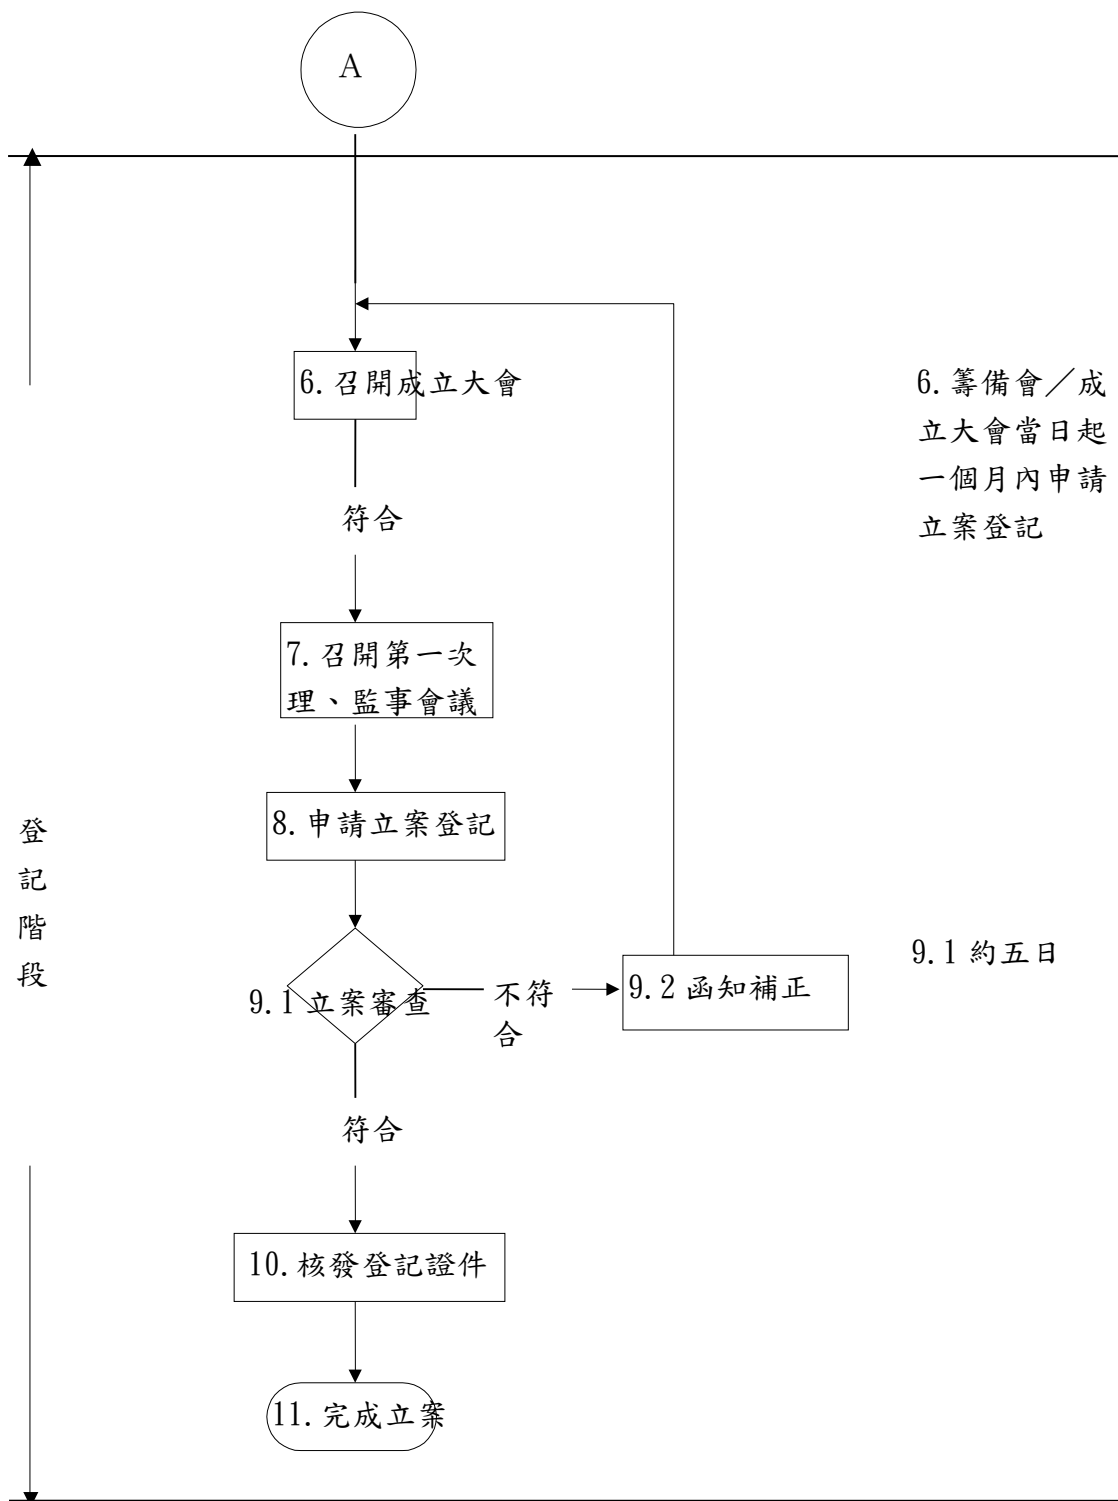 A
6.召開成立大會
6.籌備會／成
立大會當日起
一個月內申請
立案登記
符合
7.召開第一次
理、監事會議
8.申請立案登記
登
記
階
段
9.1 立案審查
不符
合
9.2 函知補正
9.1 約五日
符合
10.核發登記證件
11.完成立案